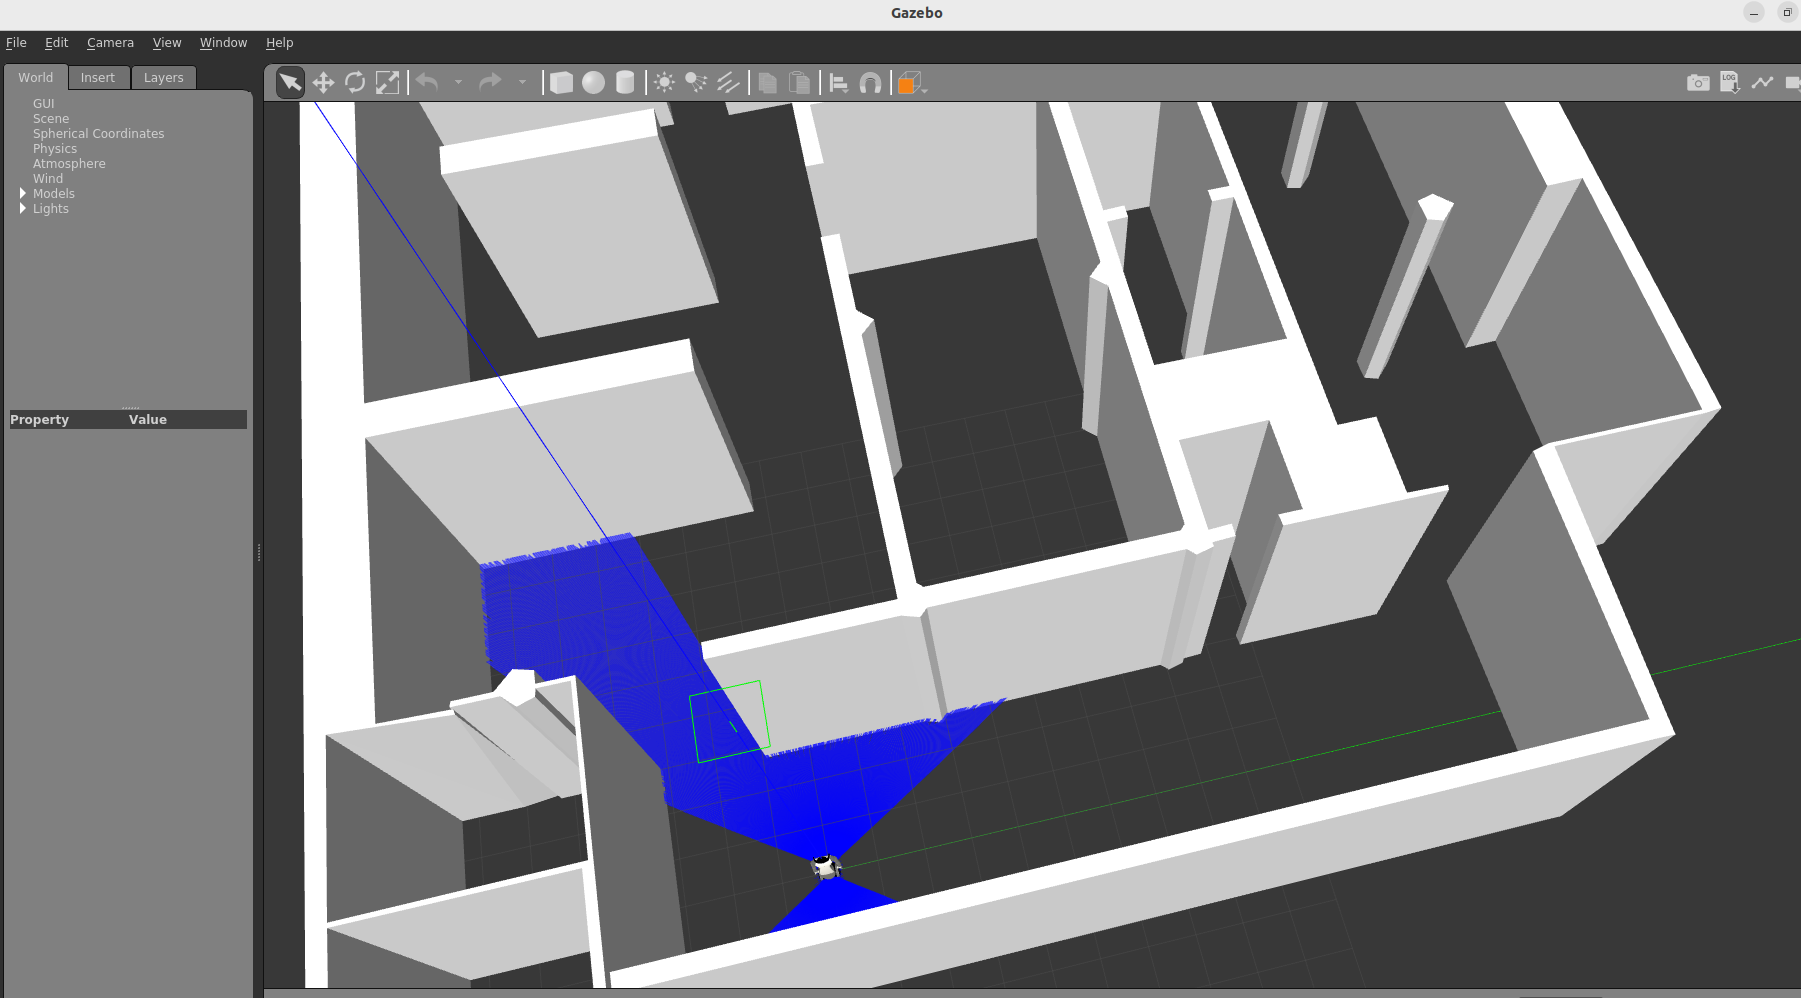 Gazebo
File Edit Camera View Window Help
World Insert Layers
GUI
Scene
Spherical Coordinates
Physics
Atmosphere
Wind
Models
Lights
Property Value
LOG